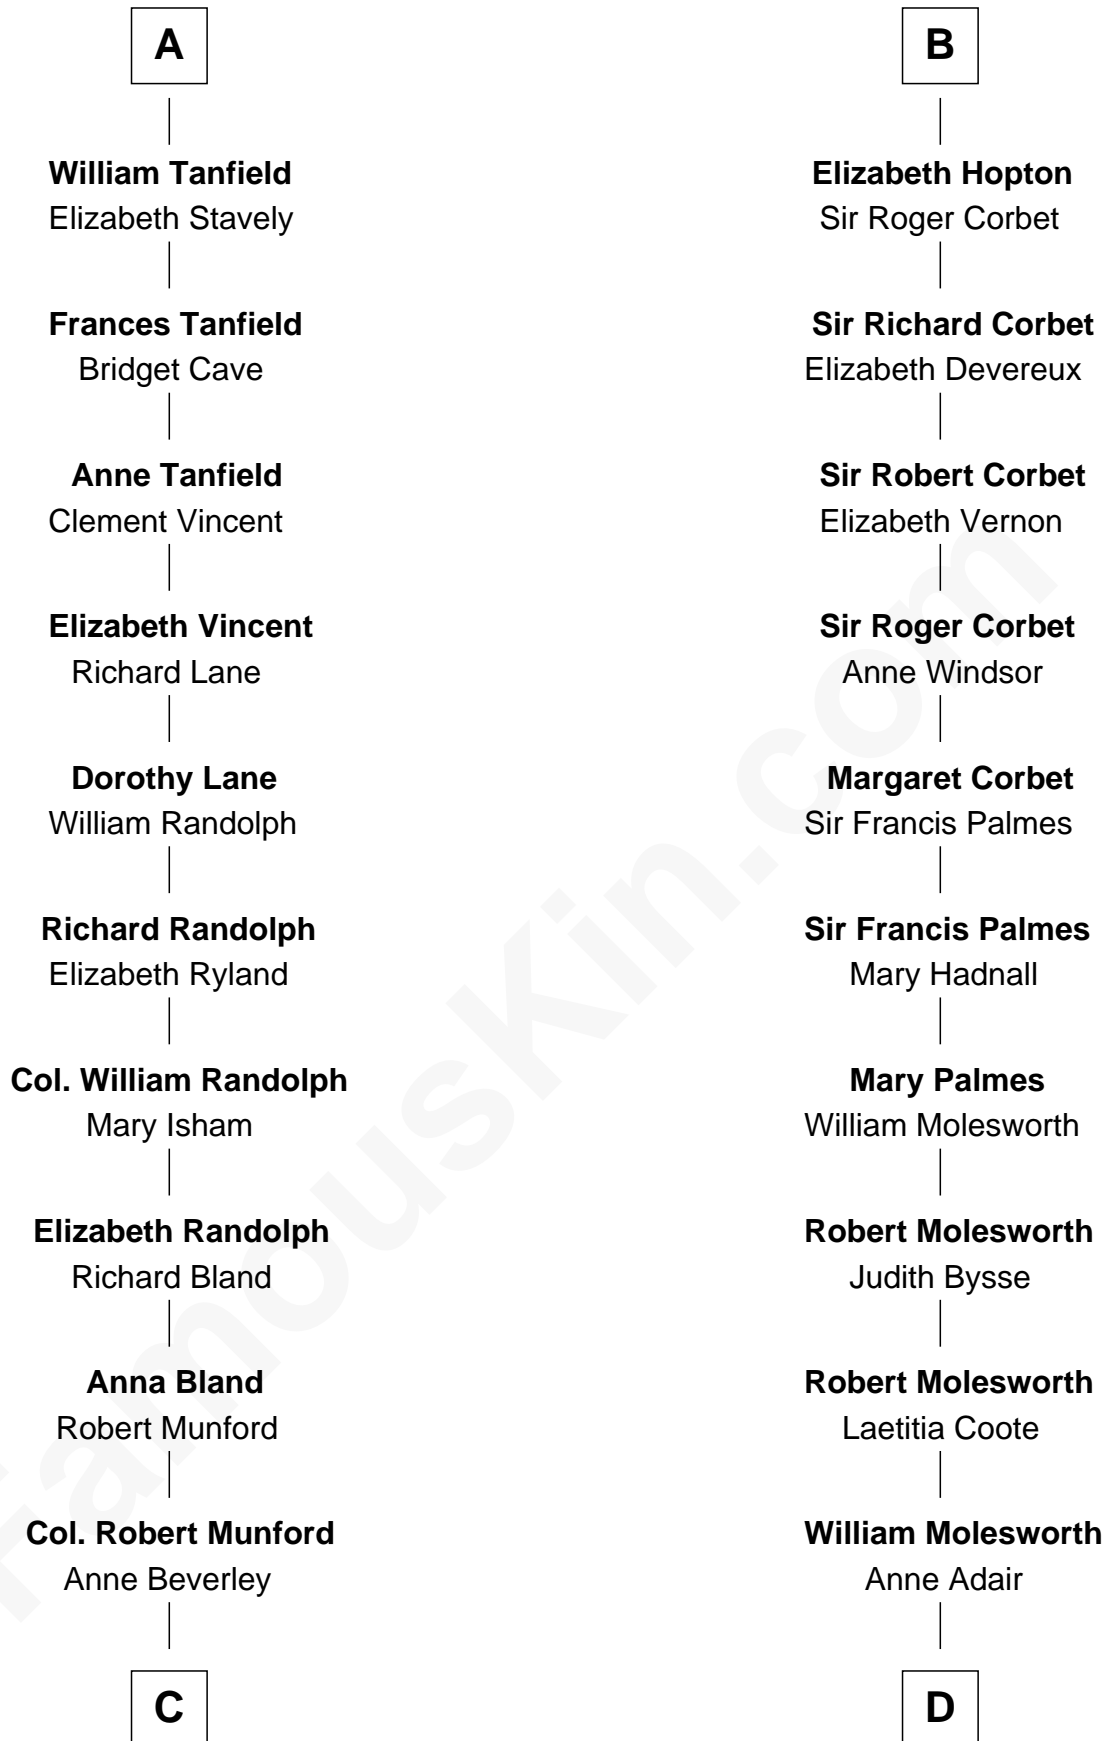 A
William Tanfield
Elizabeth Stavely
Frances Tanfield
Bridget Cave
Anne Tanfield
Clement Vincent
Elizabeth Vincent
Richard Lane
Dorothy Lane
William Randolph
Richard Randolph
Elizabeth Ryland
Col. William Randolph
Mary Isham
Elizabeth Randolph
Richard Bland
Anna Bland
Robert Munford
Col. Robert Munford
Anne Beverley
C
B
Elizabeth Hopton
Sir Roger Corbet
Sir Richard Corbet
Elizabeth Devereux
Sir Robert Corbet
Elizabeth Vernon
Sir Roger Corbet
Anne Windsor
Margaret Corbet
Sir Francis Palmes
Sir Francis Palmes
Mary Hadnall
Mary Palmes
William Molesworth
Robert Molesworth
Judith Bysse
Robert Molesworth
Laetitia Coote
William Molesworth
Anne Adair
D
FamousKin.com